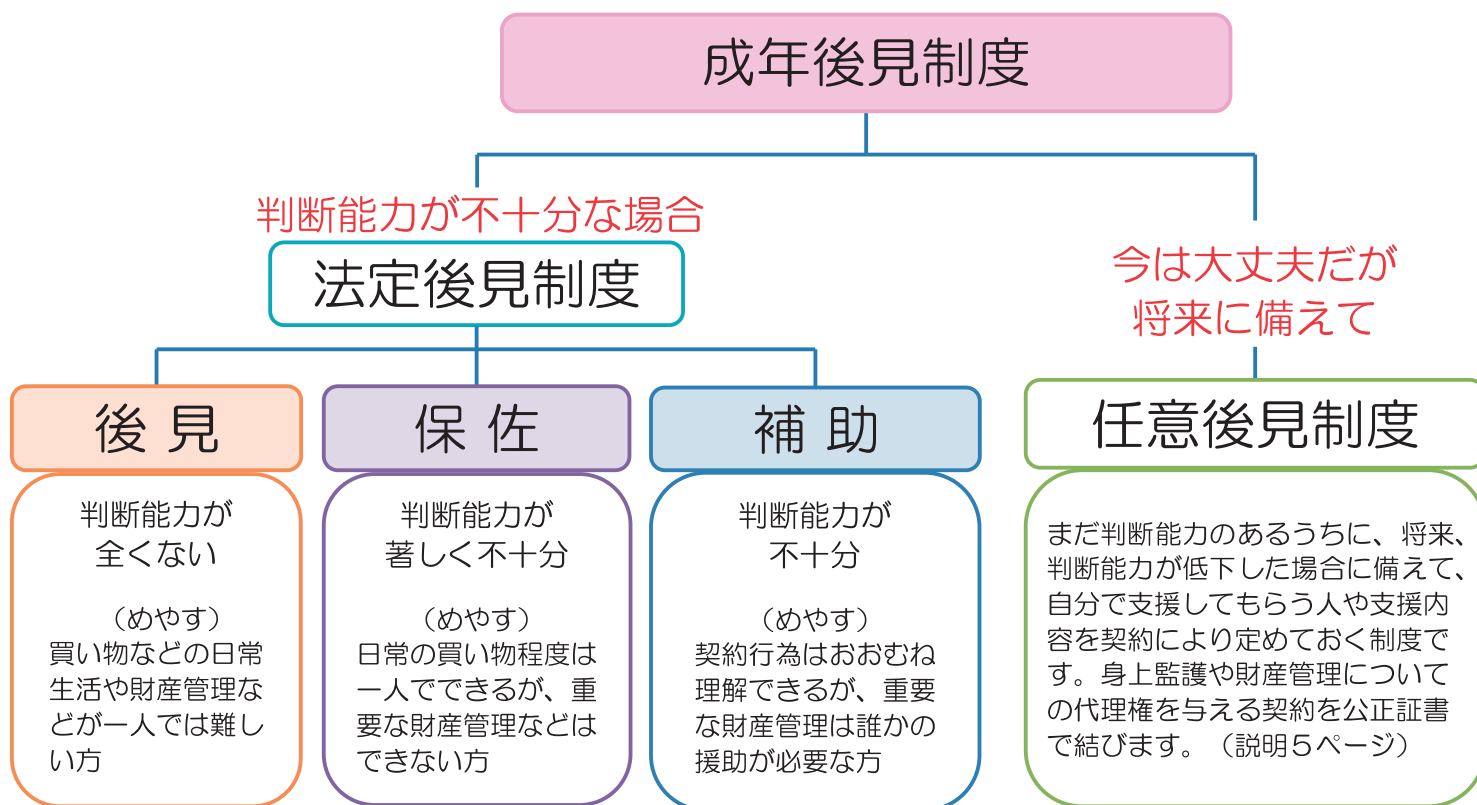 成年後見制度
判断能力が不十分な場合
法定後見制度
今は大丈夫だが
将来に備えて
後 見
判断能力が
全くない
（めやす）
買い物などの日常
生活や財産管理な
どが一人では難し
い方
保 佐
判断能力が
著しく不十分
（めやす）
日常の買い物程度は
一人でできるが、重
要な財産管理などは
できない方
補 助
判断能力が
不十分
（めやす）
契約行為はおおむね
理解できるが、重要
な財産管理は誰かの
援助が必要な方
任意後見制度
まだ判断能力のあるうちに、将来、
判断能力が低下した場合に備えて、
自分で支援してもらう人や支援内
容を契約により定めておく制度で
す。身上監護や財産管理について
の代理権を与える契約を公正証書
で結びます。（説明５ページ）